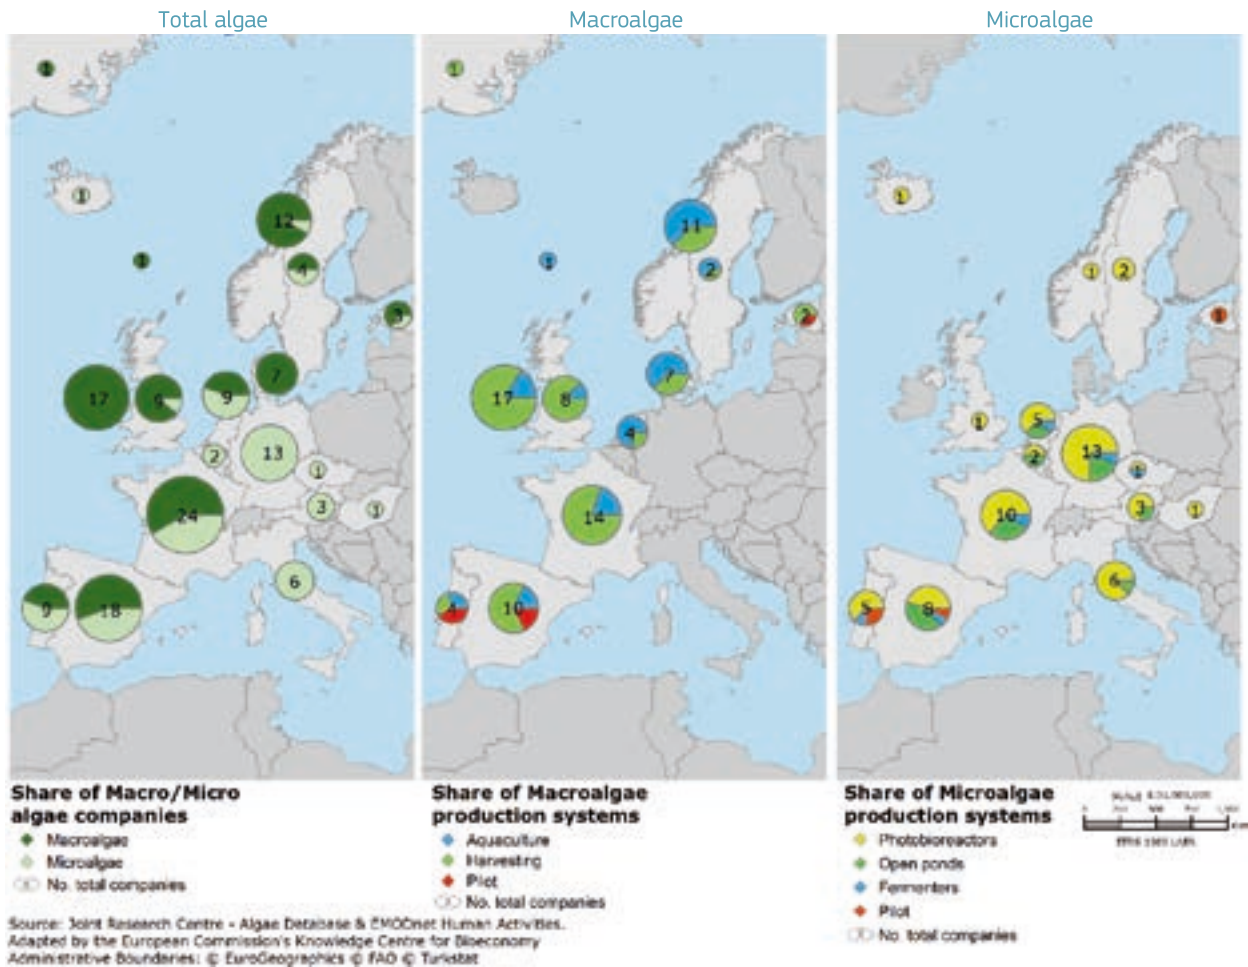 Total algae
Macroalgae
Microalgae
1
1
12
4
1
3
17
9
7
2
13
1
24
3
1
6
9
18
1
11
2
1
2
17
8
7
4
14
4
10
1
1
2
1
5
2
13
1
10
3
1
6
5
8
Share of Macro/Micro
algae companies
Macroalgae
Microalgae
No. total companies
Share of Macroalgae
production systems
Aquaculture
Harvesting
Pilot
No. total companies
Share of Microalgae
production systems
Photobioreactors
Open ponds
Fermenters
Pilot
No. total companies
Source: Joint Research Centre - Algae Database & EMODnet Human Activities.
Adapted by the European Commission's Knowledge Centre for Bioeconomy
Administrative Boundaries: © EuroGeographics © FAO © Turkstat